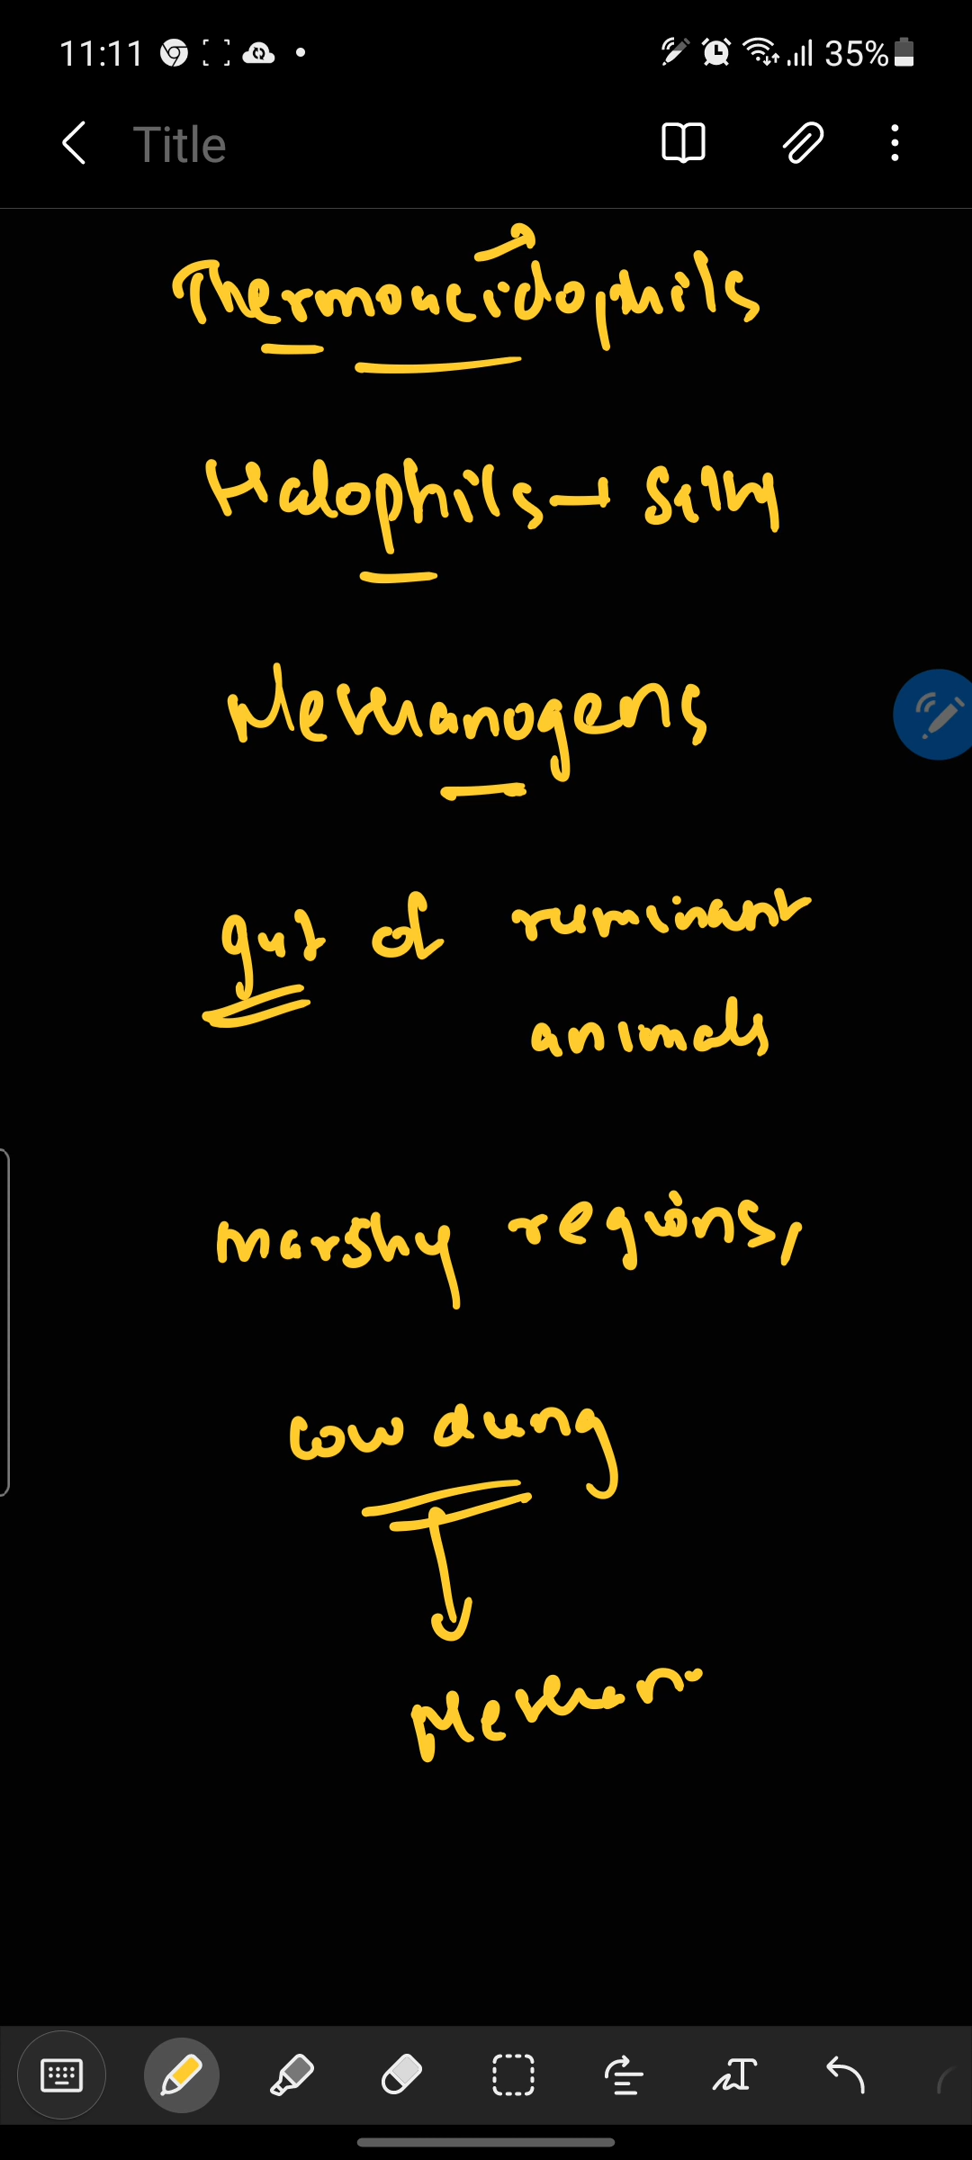 11:11 35%
Title
Thermoacidophils
Halophils → Salty
Methanogens
gut of ruminant
animals
marshy regions,
cow dung
Methan